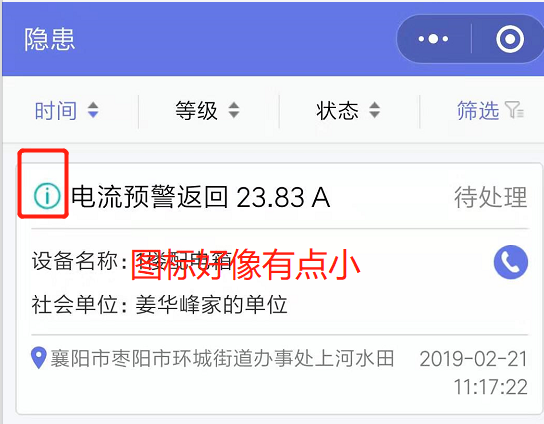 隐患
时间 等级 状态 筛选
电流预警返回 23.83 A 待处理
设备名称:
图标好像有点小
社会单位: 姜华峰家的单位
襄阳市枣阳市环城街道办事处上河水田 2019-02-21
11:17:22